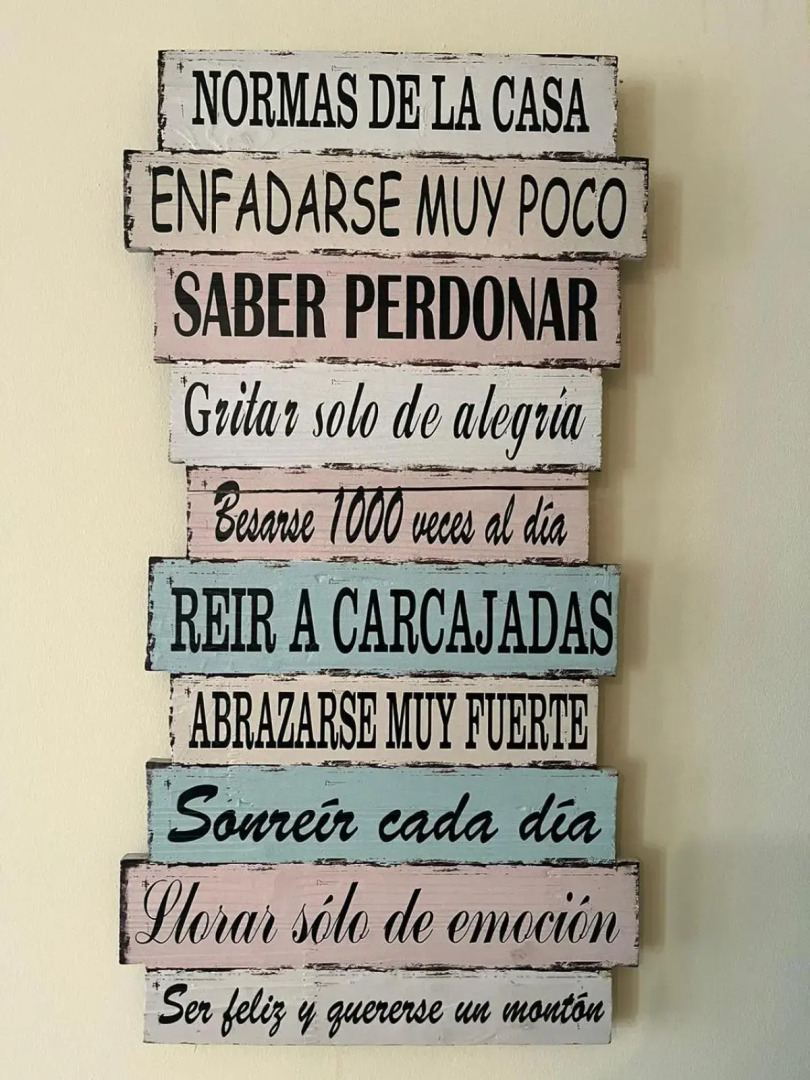 NORMAS DE LA CASA
ENFADARSE MUY POCO
SABER PERDONAR
Gritar solo de alegría
Besarse 1000 veces al día
REIR A CARCAJADAS
ABRAZARSE MUY FUERTE
Sonreír cada día
Llorar sólo de emoción
Ser feliz y quererse un montón